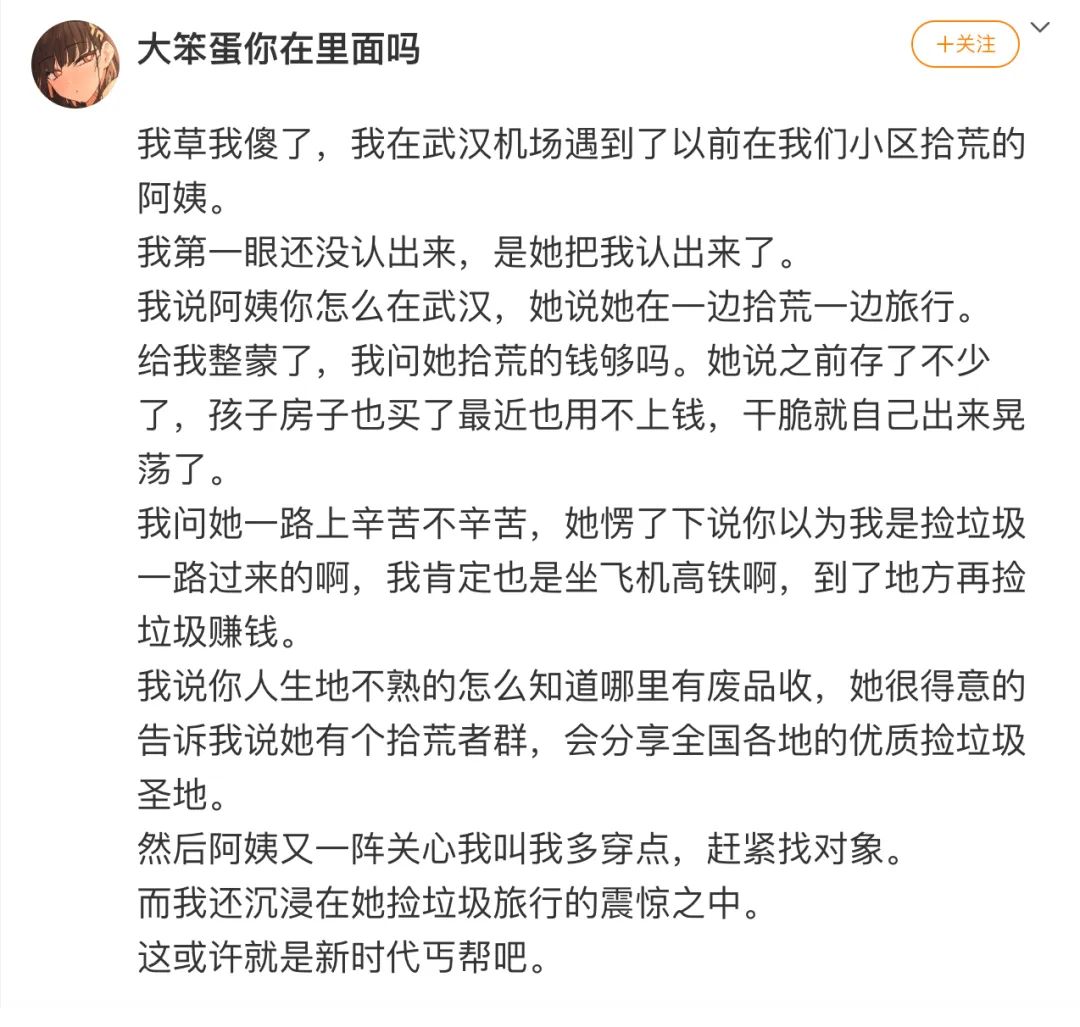 大笨蛋你在里面吗
+关注
我草我傻了，我在武汉机场遇到了以前在我们小区拾荒的
阿姨。
我第一眼还没认出来，是她把我认出来了。
我说阿姨你怎么在武汉，她说她在一边拾荒一边旅行。
给我整蒙了，我问她拾荒的钱够吗。她说之前存了不少
了，孩子房子也买了最近也用不上钱，干脆就自己出来晃
荡了。
我问她一路上辛苦不辛苦，她愣了下说你以为我是捡垃圾
一路过来的啊，我肯定也是坐飞机高铁啊，到了地方再捡
垃圾赚钱。
我说你人生地不熟的怎么知道哪里有废品收，她很得意的
告诉我说她有个拾荒者群，会分享全国各地的优质捡垃圾
圣地。
然后阿姨又一阵关心我叫我多穿点，赶紧找对象。
而我还沉浸在她捡垃圾旅行的震惊之中。
这或许就是新时代丐帮吧。